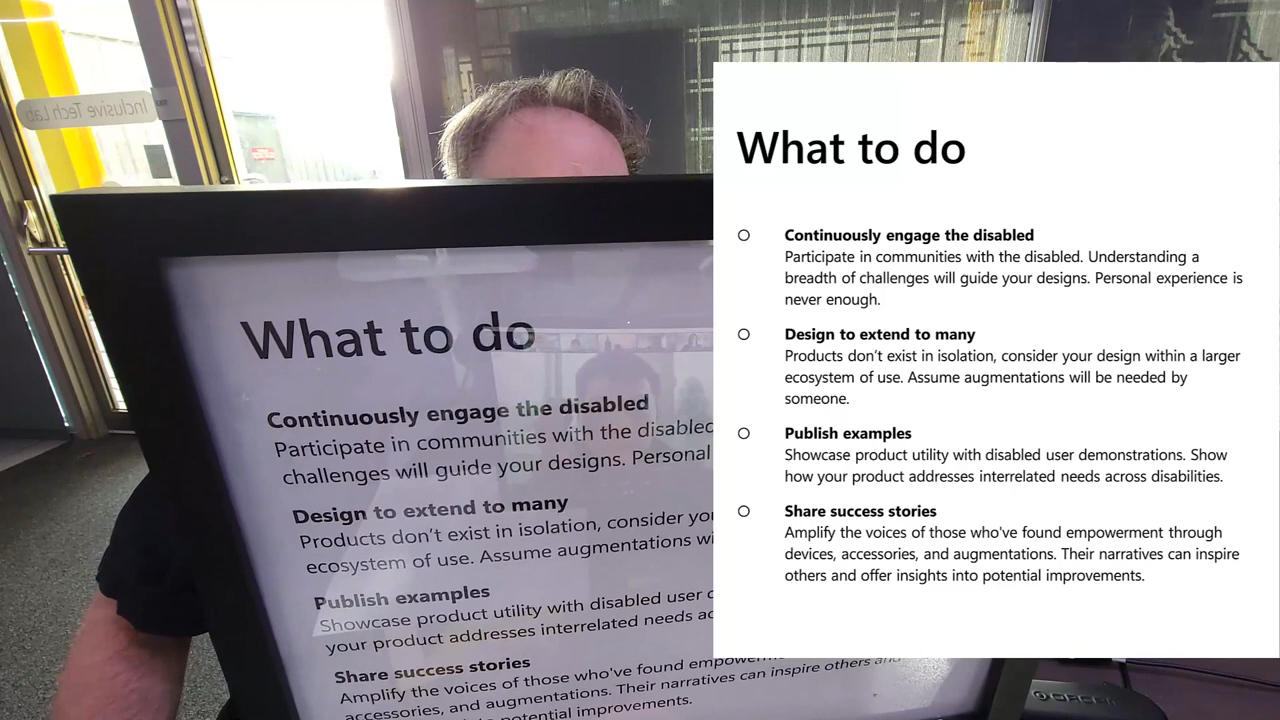 Inclusive Tech Lab
What to do
Continuously engage the disabled
Participate in communities with the disabled
challenges will guide your designs. Personal
Design to extend to many
Products don't exist in isolation, consider
ecosystem of use. Assume augmentations
Publish examples
Showcase product utility with disabled user
your product addresses interrelated needs
Share success stories
Amplify the voices of those who've found
accessories, and augmentations. Their narratives can inspire others and
potential improvements.
What to do
Continuously engage the disabled
Participate in communities with the disabled. Understanding a
breadth of challenges will guide your designs. Personal experience is
never enough.
Design to extend to many
Products don't exist in isolation, consider your design within a larger
ecosystem of use. Assume augmentations will be needed by
someone.
Publish examples
Showcase product utility with disabled user demonstrations. Show
how your product addresses interrelated needs across disabilities.
Share success stories
Amplify the voices of those who've found empowerment through
devices, accessories, and augmentations. Their narratives can inspire
others and offer insights into potential improvements.